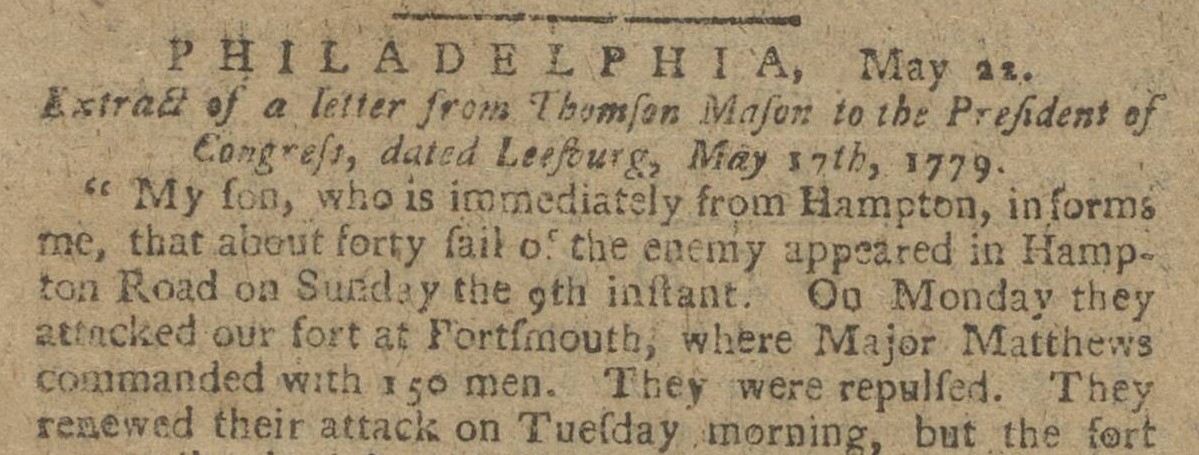 PHILADELPHIA, May 22.
Extract of a letter from Thomſon Maſon to the Preſident of
Congreſs, dated Leeſburg, May 17th, 1779.
“ My ſon, who is immediately from Hampton, informs
me, that about forty ſail of the enemy appeared in Hamp-
ton Road on Sunday the 9th inſtant. On Monday they
attacked our fort at Portſmouth, where Major Matthews
commanded with 150 men. They were repulſed. They
renewed their attack on Tueſday morning, but the fort